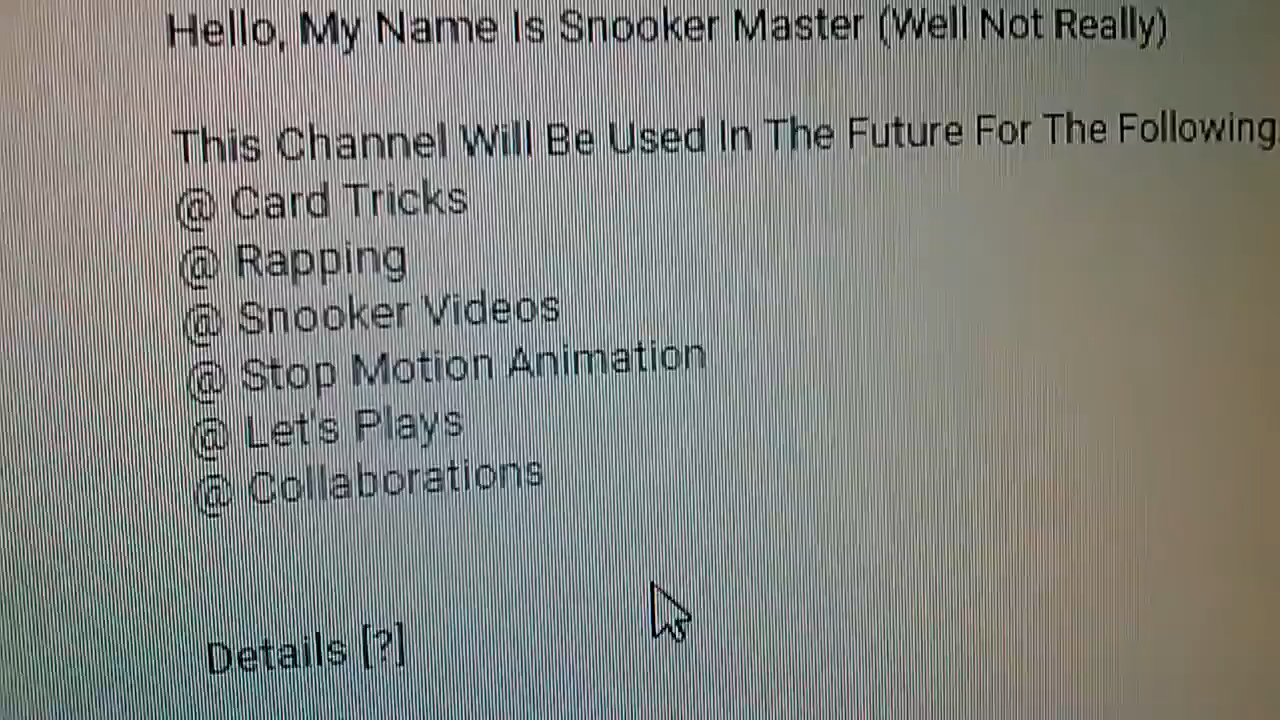 Hello, My Name Is Snooker Master (Well Not Really)
This Channel Will Be Used In The Future For The Following.
@ Card Tricks
@ Rapping
@ Snooker Videos
@ Stop Motion Animation
@ Let's Plays
@ Collaborations
Details [?]